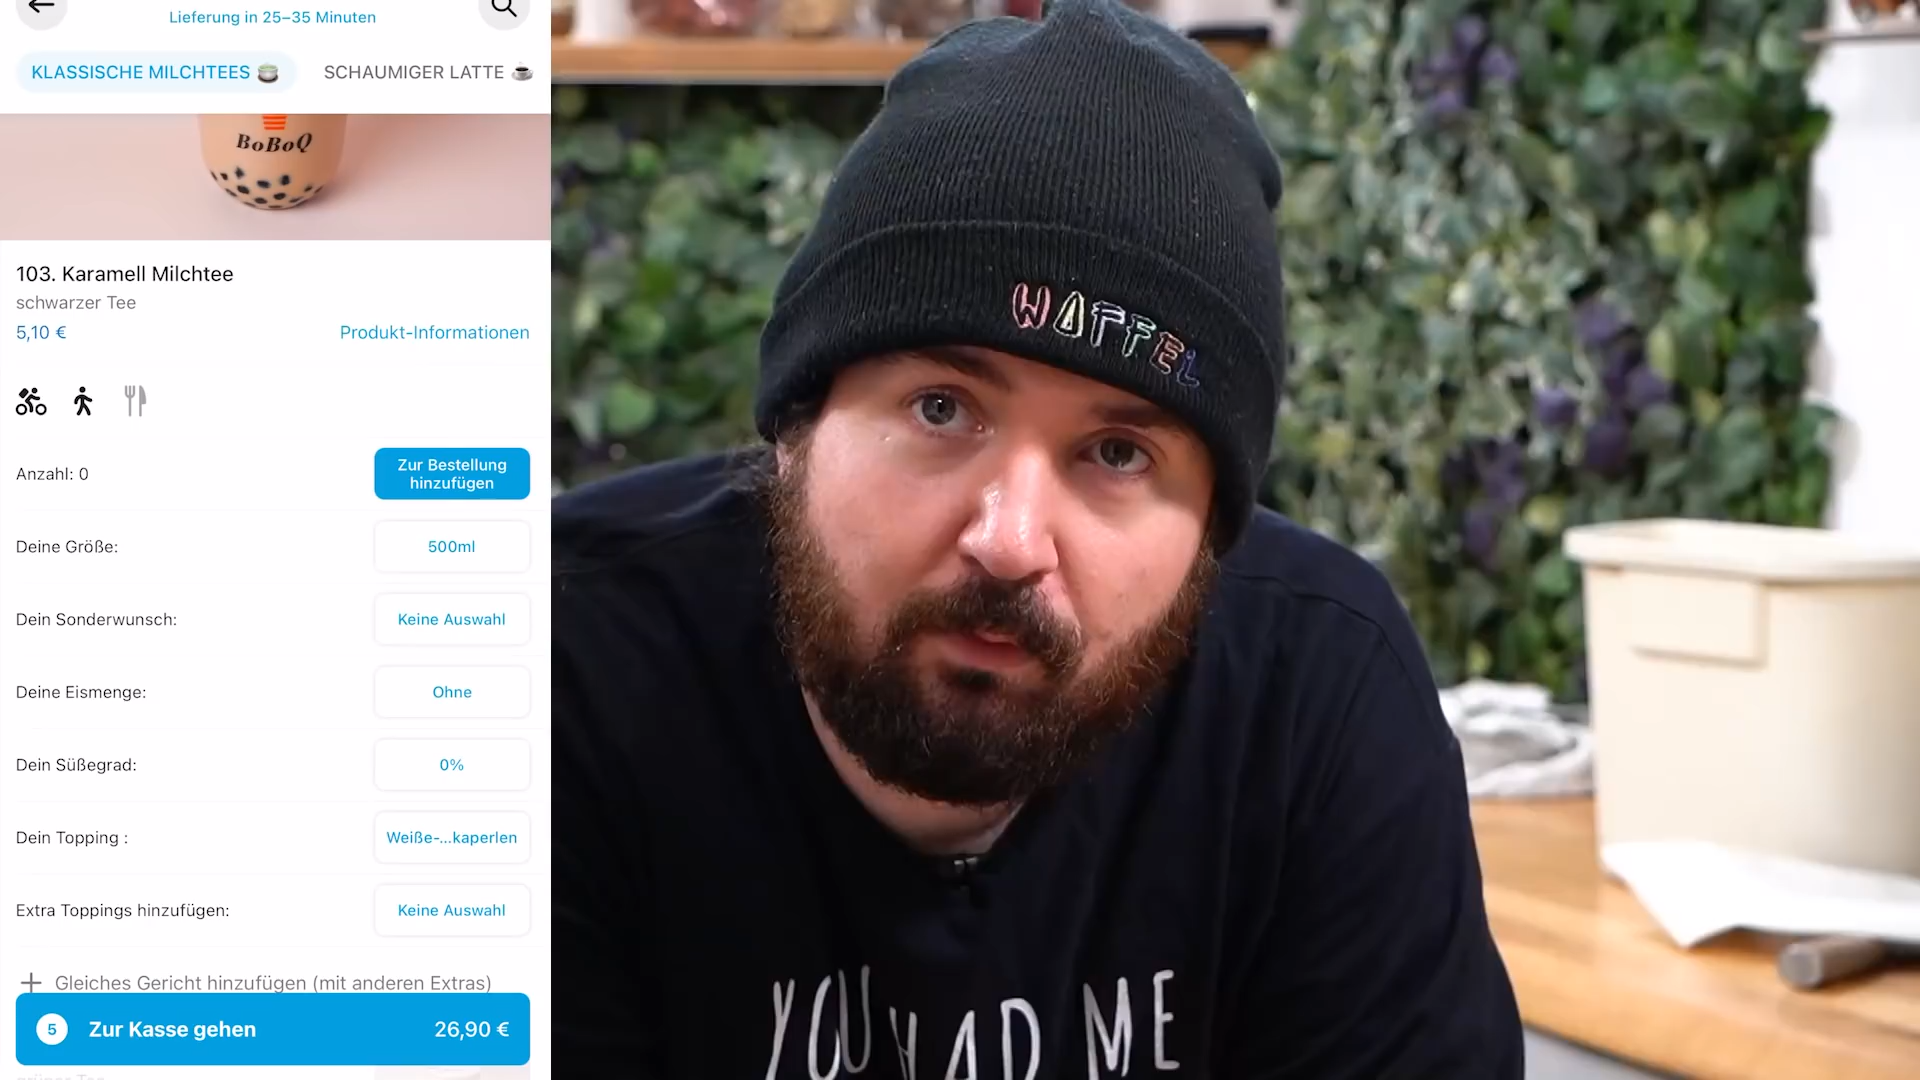 Lieferung in 25–35 Minuten
KLASSISCHE MILCHTEES 🍵 SCHAUMIGER LATTE ☕
BoBoQ
103. Karamell Milchtee
schwarzer Tee
5,10 € Produkt-Informationen
Anzahl: 0 Zur Bestellung
hinzufügen
Deine Größe: 500ml
Dein Sonderwunsch: Keine Auswahl
Deine Eismenge: Ohne
Dein Süßegrad: 0%
Dein Topping : Weiße-...kaperlen
Extra Toppings hinzufügen: Keine Auswahl
+ Gleiches Gericht hinzufügen (mit anderen Extras)
5 Zur Kasse gehen 26,90 €
WAFFEL
YOU HAD ME